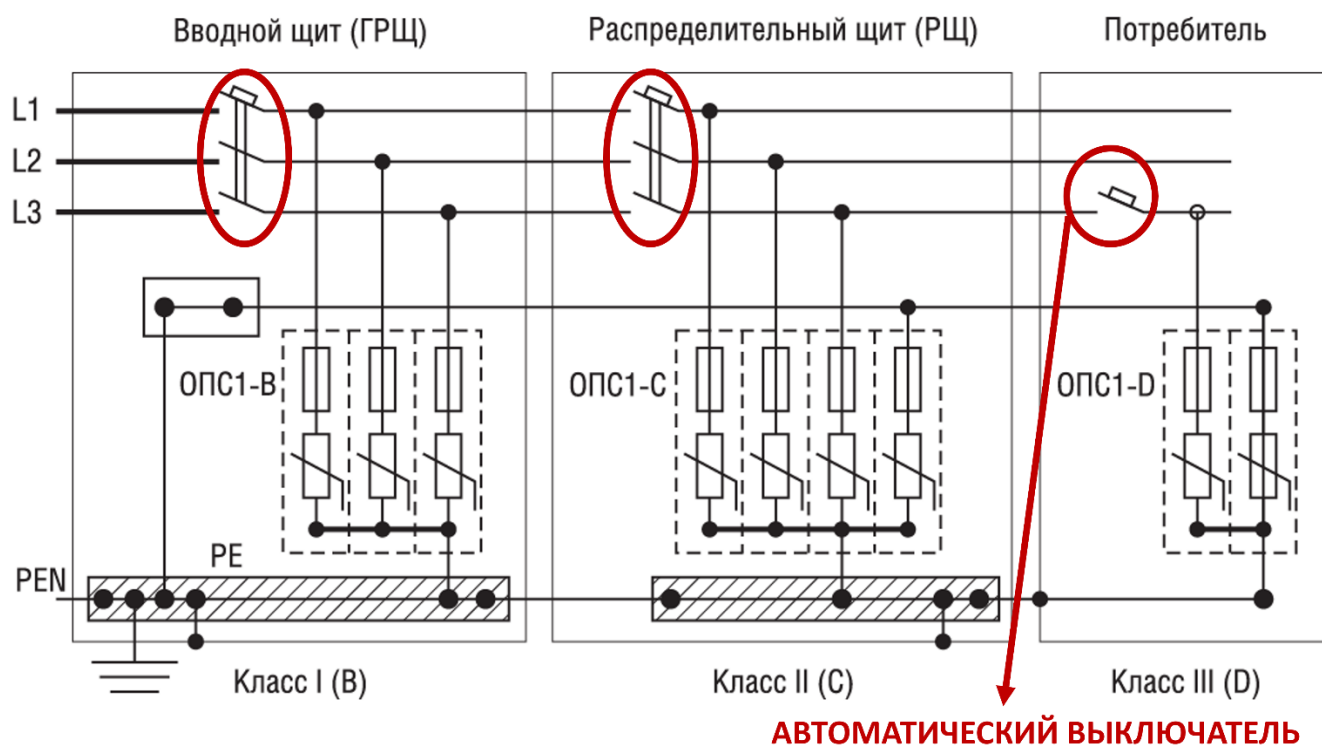 Вводной щит (ГРЩ)
Распределительный щит (РЩ)
Потребитель
L1
L2
L3
ОПС1-В
ОПС1-С
ОПС1-D
PE
PEN
Класс I (В)
Класс II (С)
Класс III (D)
АВТОМАТИЧЕСКИЙ ВЫКЛЮЧАТЕЛЬ